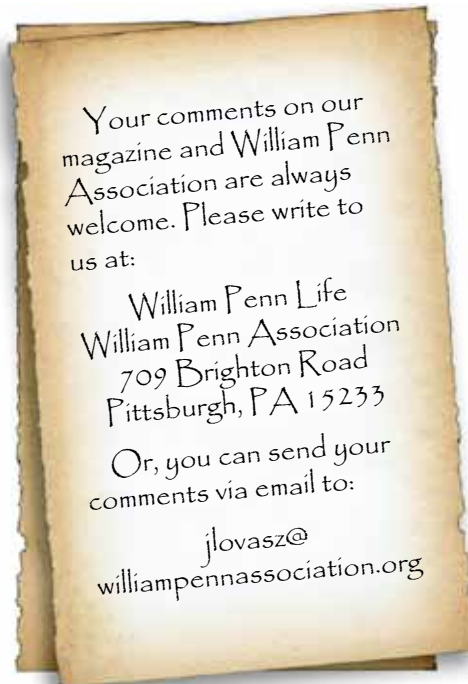 Your comments on our
magazine and William Penn
Association are always
welcome. Please write to
us at:
William Penn Life
William Penn Association
709 Brighton Road
Pittsburgh, PA 15233
Or, you can send your
comments via email to:
jlovasz@
williampennassociation.org